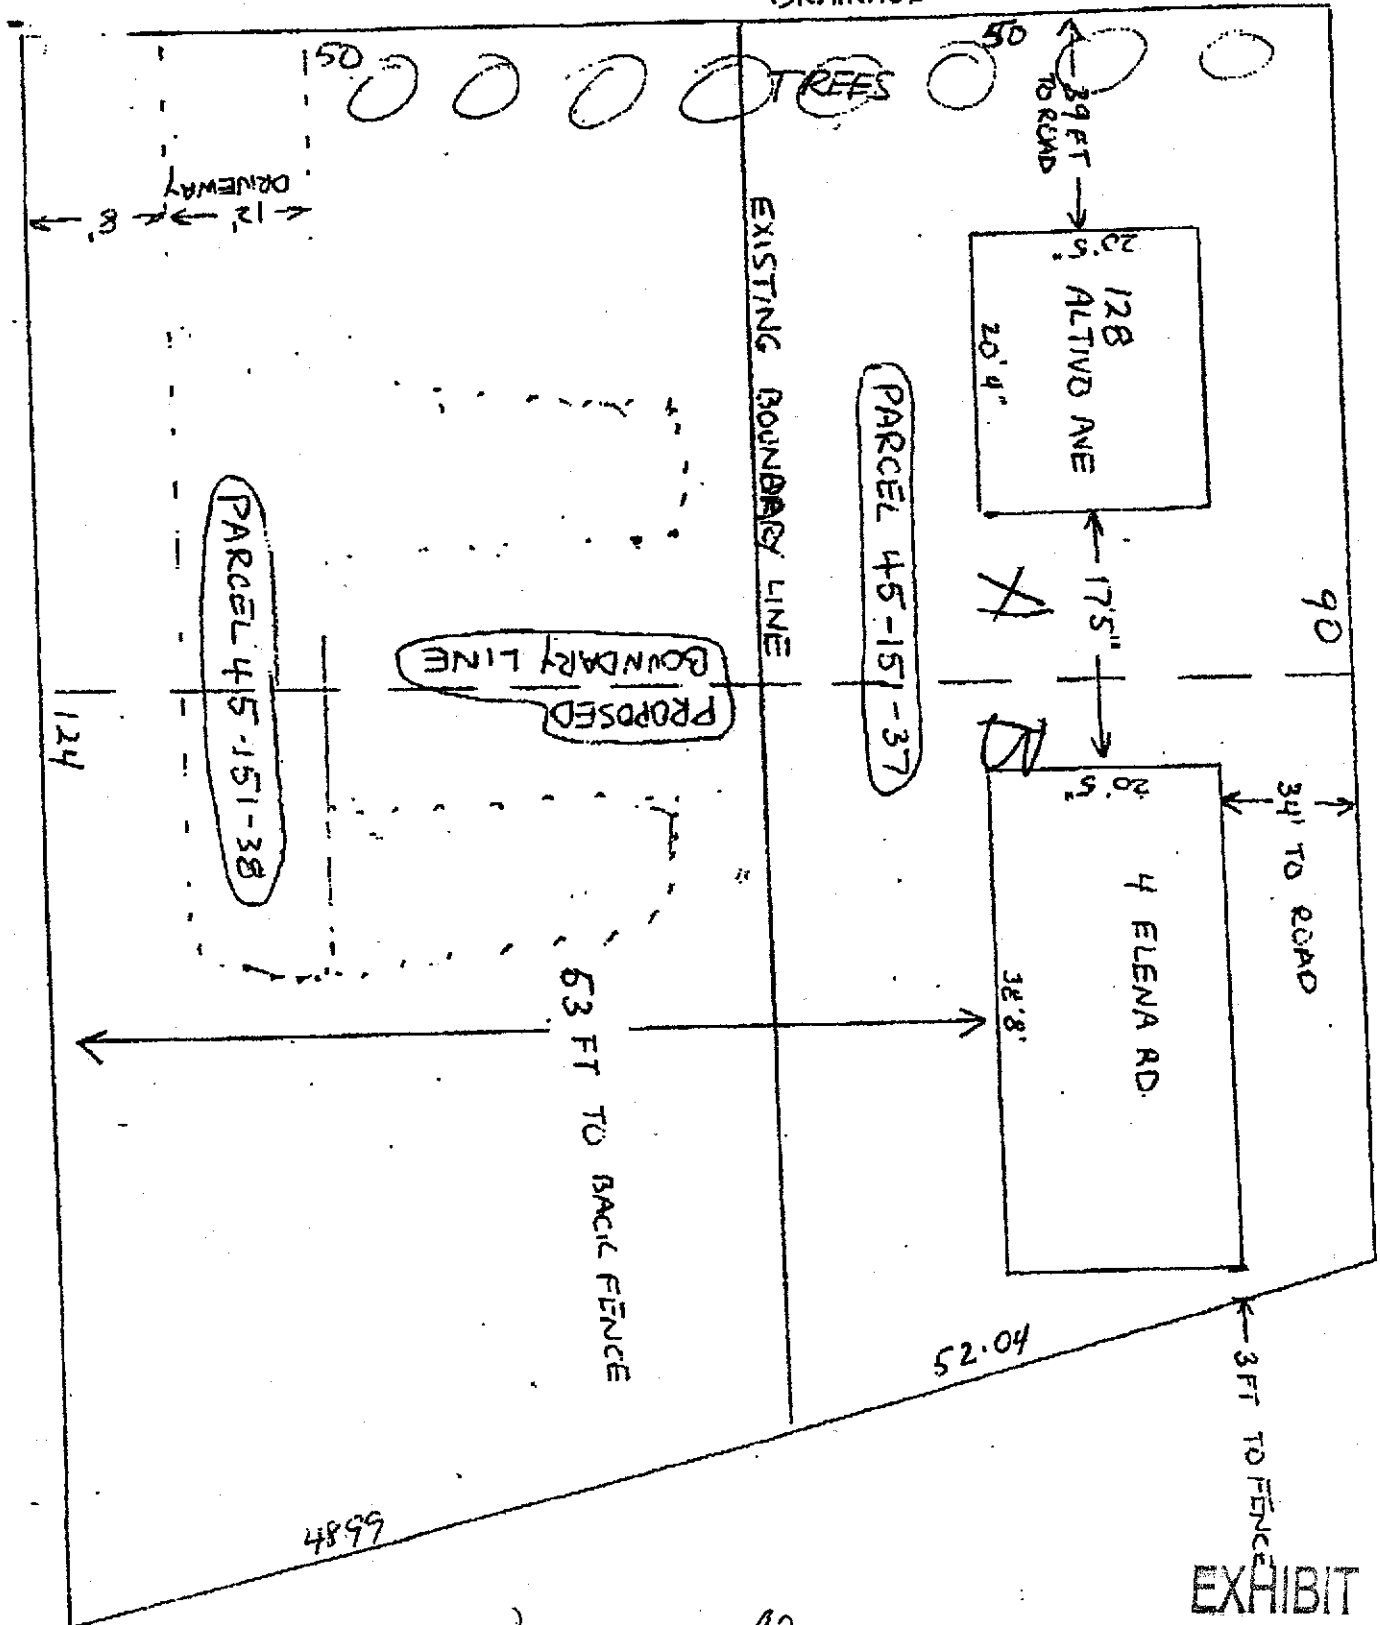 50
TREES
50
39 FT
TO ROAD
DRIVEWAY
8'
12'
EXISTING BOUNDARY LINE
20'5"
128
ALTIVO AVE
20'4"
PARCEL 45-151-37
17'5"
90
PARCEL 45-151-38
PROPOSED
BOUNDARY LINE
124
20'5"
34' TO ROAD
4 ELENA RD.
38'8"
53 FT TO BACK FENCE
52.04
3 FT TO FENCE
4899
EXHIBIT